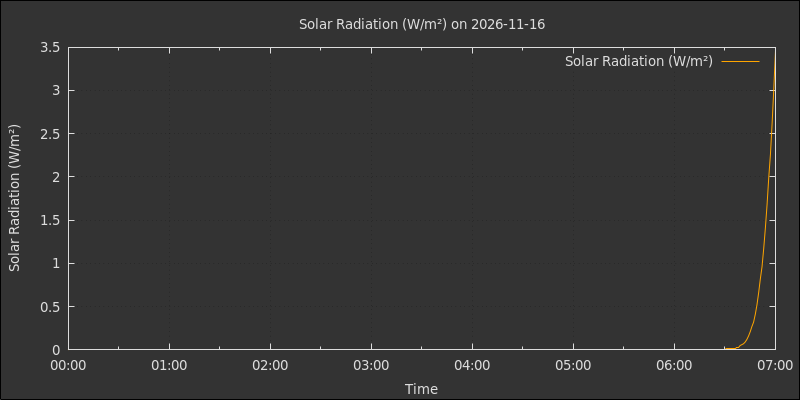 Solar Radiation (W/m²) on 2026-11-16
Solar Radiation (W/m²)
3.5
3
2.5
2
1.5
1
0.5
0
Solar Radiation (W/m²)
00:00 01:00 02:00 03:00 04:00 05:00 06:00 07:00
Time